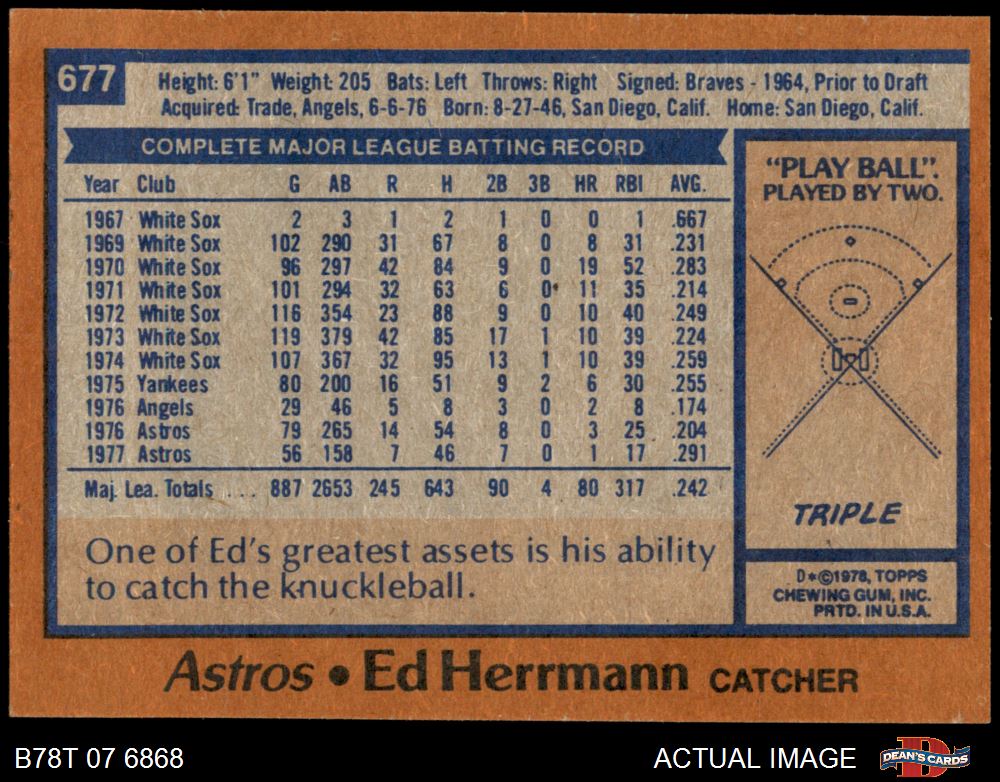 677
Height: 6'1" Weight: 205 Bats: Left Throws: Right Signed: Braves - 1964, Prior to Draft
Acquired: Trade, Angels, 6-6-76 Born: 8-27-46, San Diego, Calif. Home: San Diego, Calif.
COMPLETE MAJOR LEAGUE BATTING RECORD
Year Club G AB R H 2B 3B HR RBI AVG.
1967 White Sox 2 3 1 2 1 0 0 1 .667
1969 White Sox 102 290 31 67 8 0 8 31 .231
1970 White Sox 96 297 42 84 9 0 19 52 .283
1971 White Sox 101 294 32 63 6 0 11 35 .214
1972 White Sox 116 354 23 88 9 0 10 40 .249
1973 White Sox 119 379 42 85 17 1 10 39 .224
1974 White Sox 107 367 32 95 13 1 10 39 .259
1975 Yankees 80 200 16 51 9 2 6 30 .255
1976 Angels 29 46 5 8 3 0 2 8 .174
1976 Astros 79 265 14 54 8 0 3 25 .204
1977 Astros 56 158 7 46 7 0 1 17 .291
Maj. Lea. Totals ... 887 2653 245 643 90 4 80 317 .242
One of Ed's greatest assets is his ability
to catch the knuckleball.
"PLAY BALL".
PLAYED BY TWO.
TRIPLE
D*©1978, TOPPS
CHEWING GUM, INC.
PRTD. IN U.S.A.
Astros • Ed Herrmann CATCHER
B78T 07 6868
ACTUAL IMAGE
DEAN'S CARDS